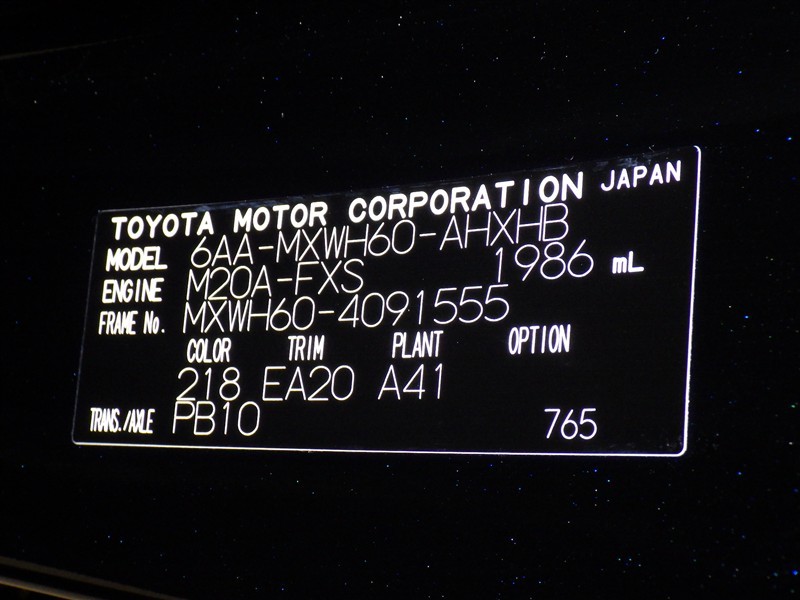 TOYOTA MOTOR CORPORATION JAPAN
MODEL 6AA-MXWH60-AHXHB
ENGINE M20A-FXS 1986 mL
FRAME No. MXWH60-4091555
COLOR TRIM PLANT OPTION
218 EA20 A41
TRANS./AXLE PB10 765